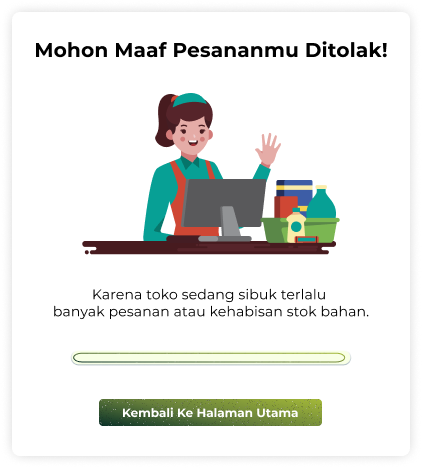 Mohon Maaf Pesananmu Ditolak!
Karena toko sedang sibuk terlalu
banyak pesanan atau kehabisan stok bahan.
Kembali Ke Halaman Utama